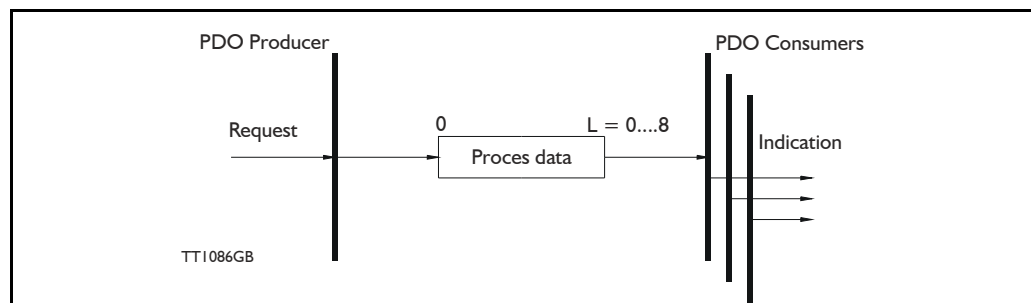 PDO Producer
PDO Consumers
0
L = 0....8
Request
Proces data
Indication
TT1086GB